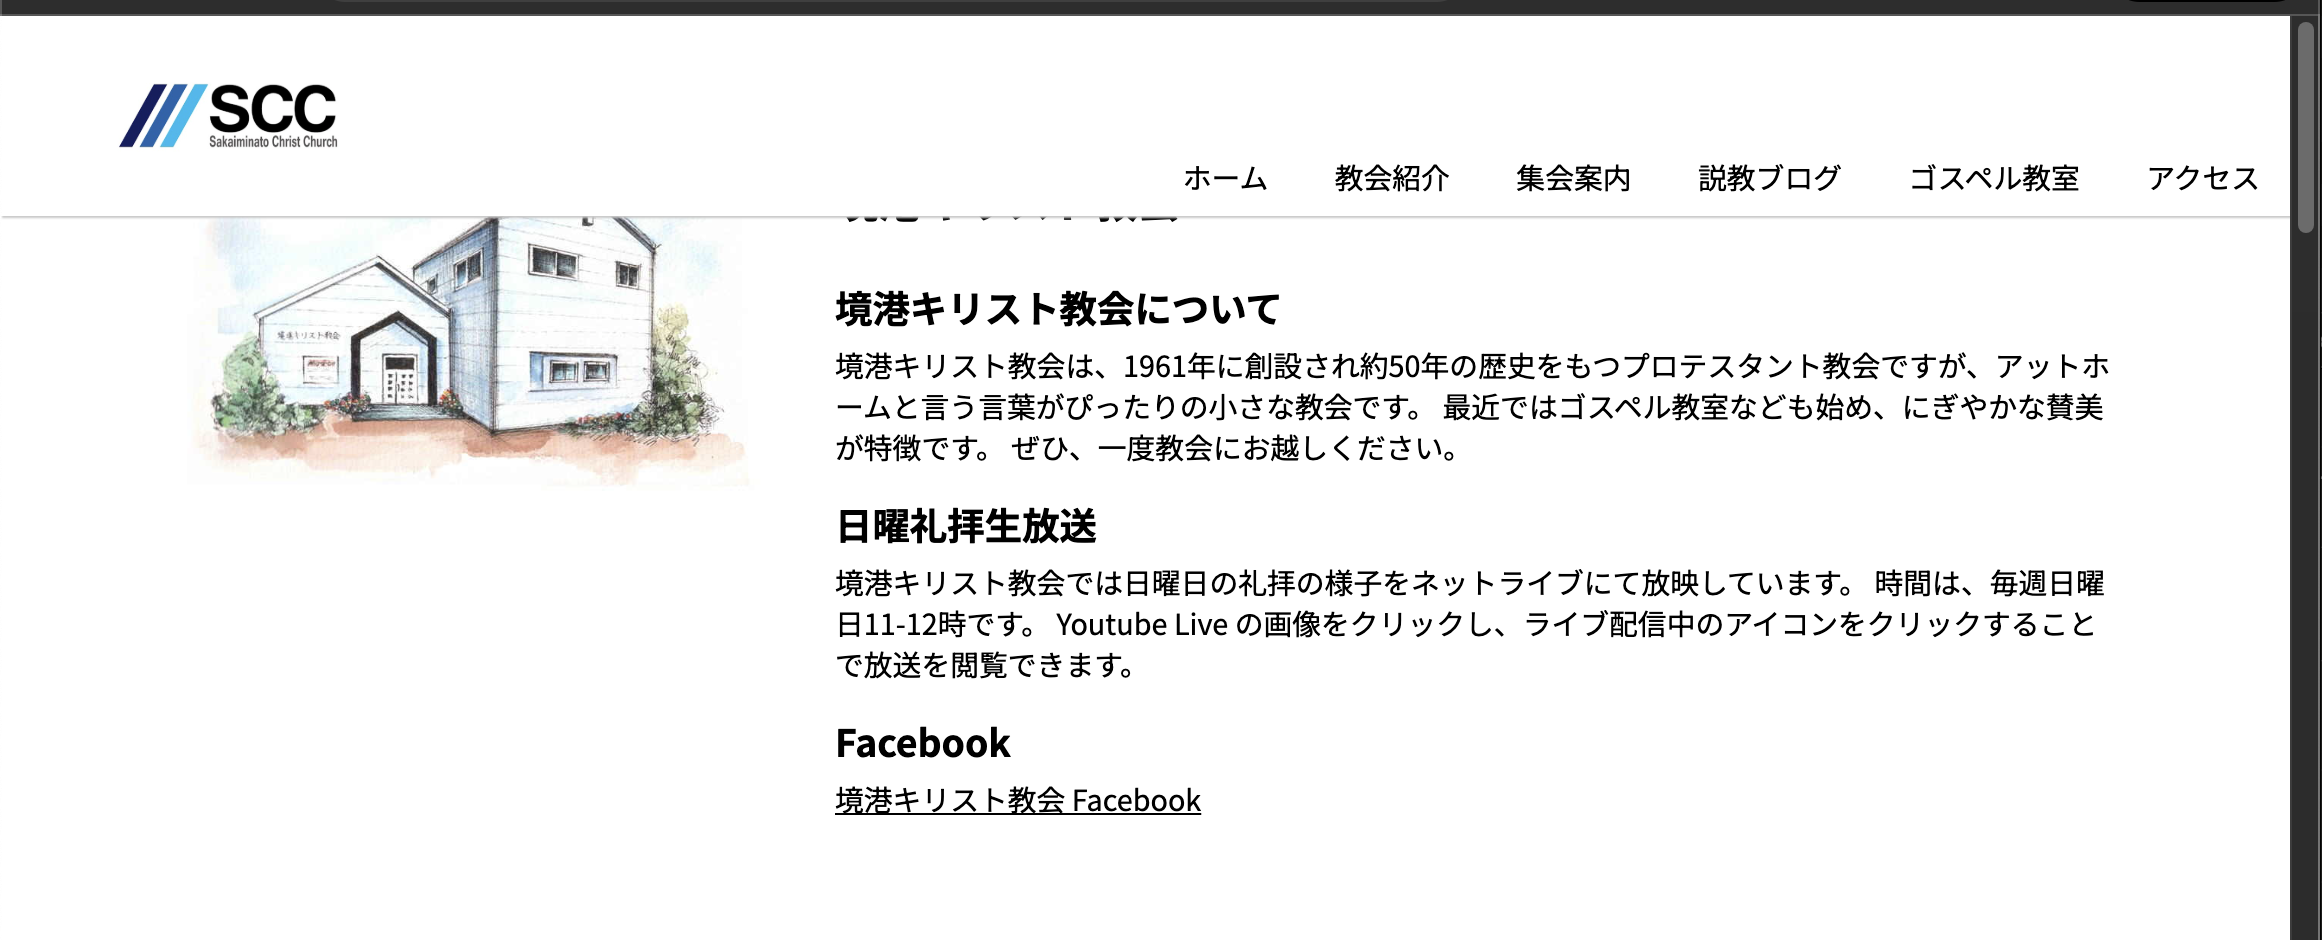 SCC
Sakaiminato Christ Church
ホーム 教会紹介 集会案内 説教ブログ ゴスペル教室 アクセス
境港キリスト教会
境港キリスト教会について
境港キリスト教会は、1961年に創設され約50年の歴史をもつプロテスタント教会ですが、アットホ
ームと言う言葉がぴったりの小さな教会です。 最近ではゴスペル教室なども始め、にぎやかな賛美
が特徴です。 ぜひ、一度教会にお越しください。
日曜礼拝生放送
境港キリスト教会では日曜日の礼拝の様子をネットライブにて放映しています。 時間は、毎週日曜
日11-12時です。 Youtube Live の画像をクリックし、ライブ配信中のアイコンをクリックすること
で放送を閲覧できます。
Facebook
境港キリスト教会 Facebook